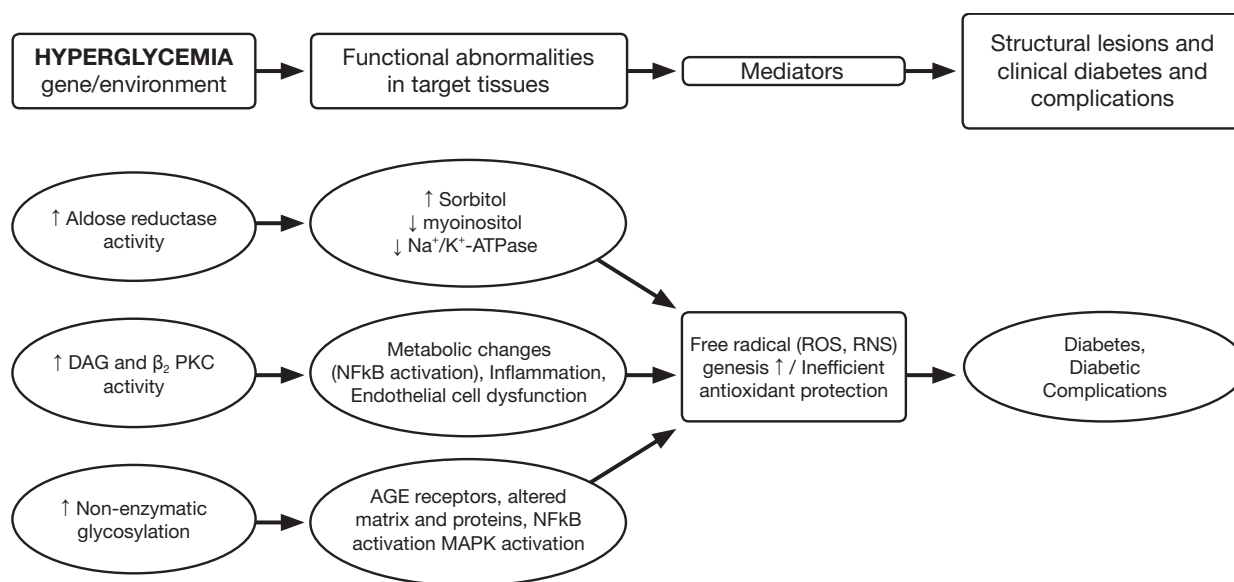 HYPERGLYCEMIA
gene/environment
Functional abnormalities
in target tissues
Mediators
Structural lesions and
clinical diabetes and
complications
↑ Aldose reductase
activity
↑ Sorbitol
↓ myoinositol
↓ Na⁺/K⁺-ATPase
↑ DAG and β₂ PKC
activity
Metabolic changes
(NFkB activation), Inflammation,
Endothelial cell dysfunction
Free radical (ROS, RNS)
genesis ↑ / Inefficient
antioxidant protection
Diabetes,
Diabetic
Complications
↑ Non-enzymatic
glycosylation
AGE receptors, altered
matrix and proteins, NFkB
activation MAPK activation